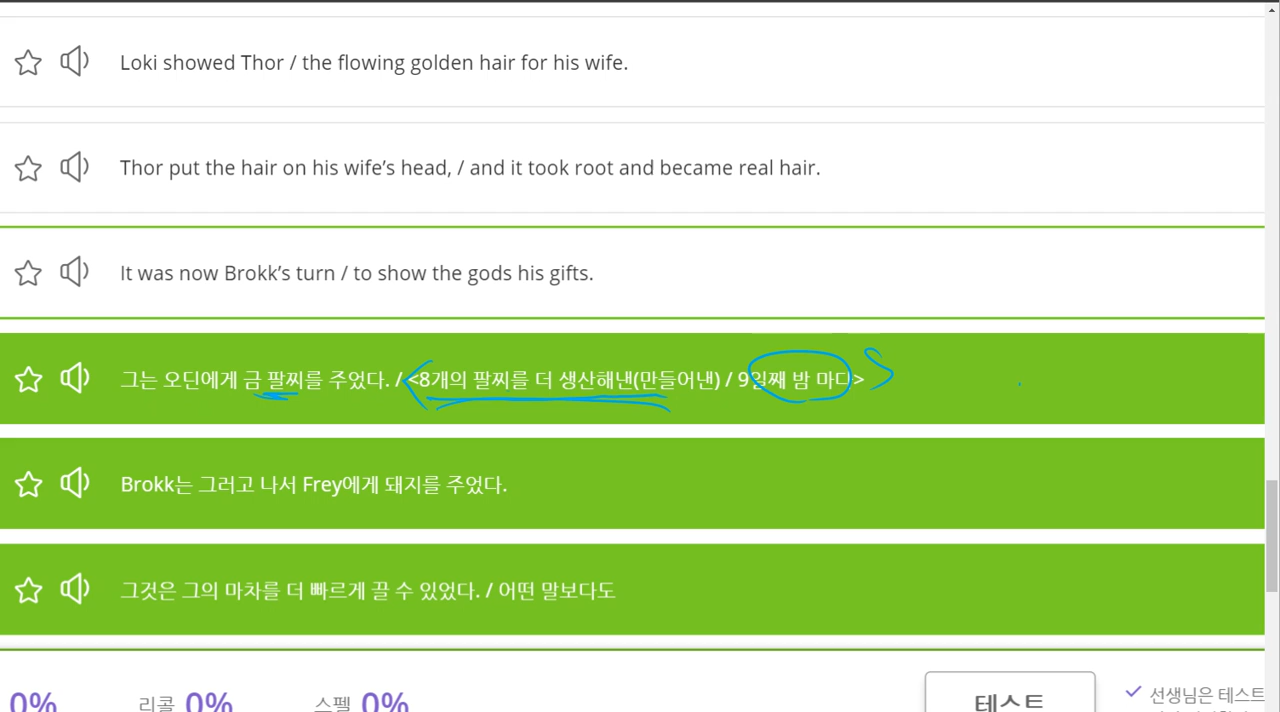 Loki showed Thor / the flowing golden hair for his wife.
Thor put the hair on his wife’s head, / and it took root and became real hair.
It was now Brokk’s turn / to show the gods his gifts.
그는 오딘에게 금 팔찌를 주었다. / <8개의 팔찌를 더 생산해낸(만들어낸) / 9일째 밤 마다>
Brokk는 그러고 나서 Frey에게 돼지를 주었다.
그것은 그의 마차를 더 빠르게 끌 수 있었다. / 어떤 말보다도
0% 리콜 0% 스펠 0% 테스트 선생님은 테스트